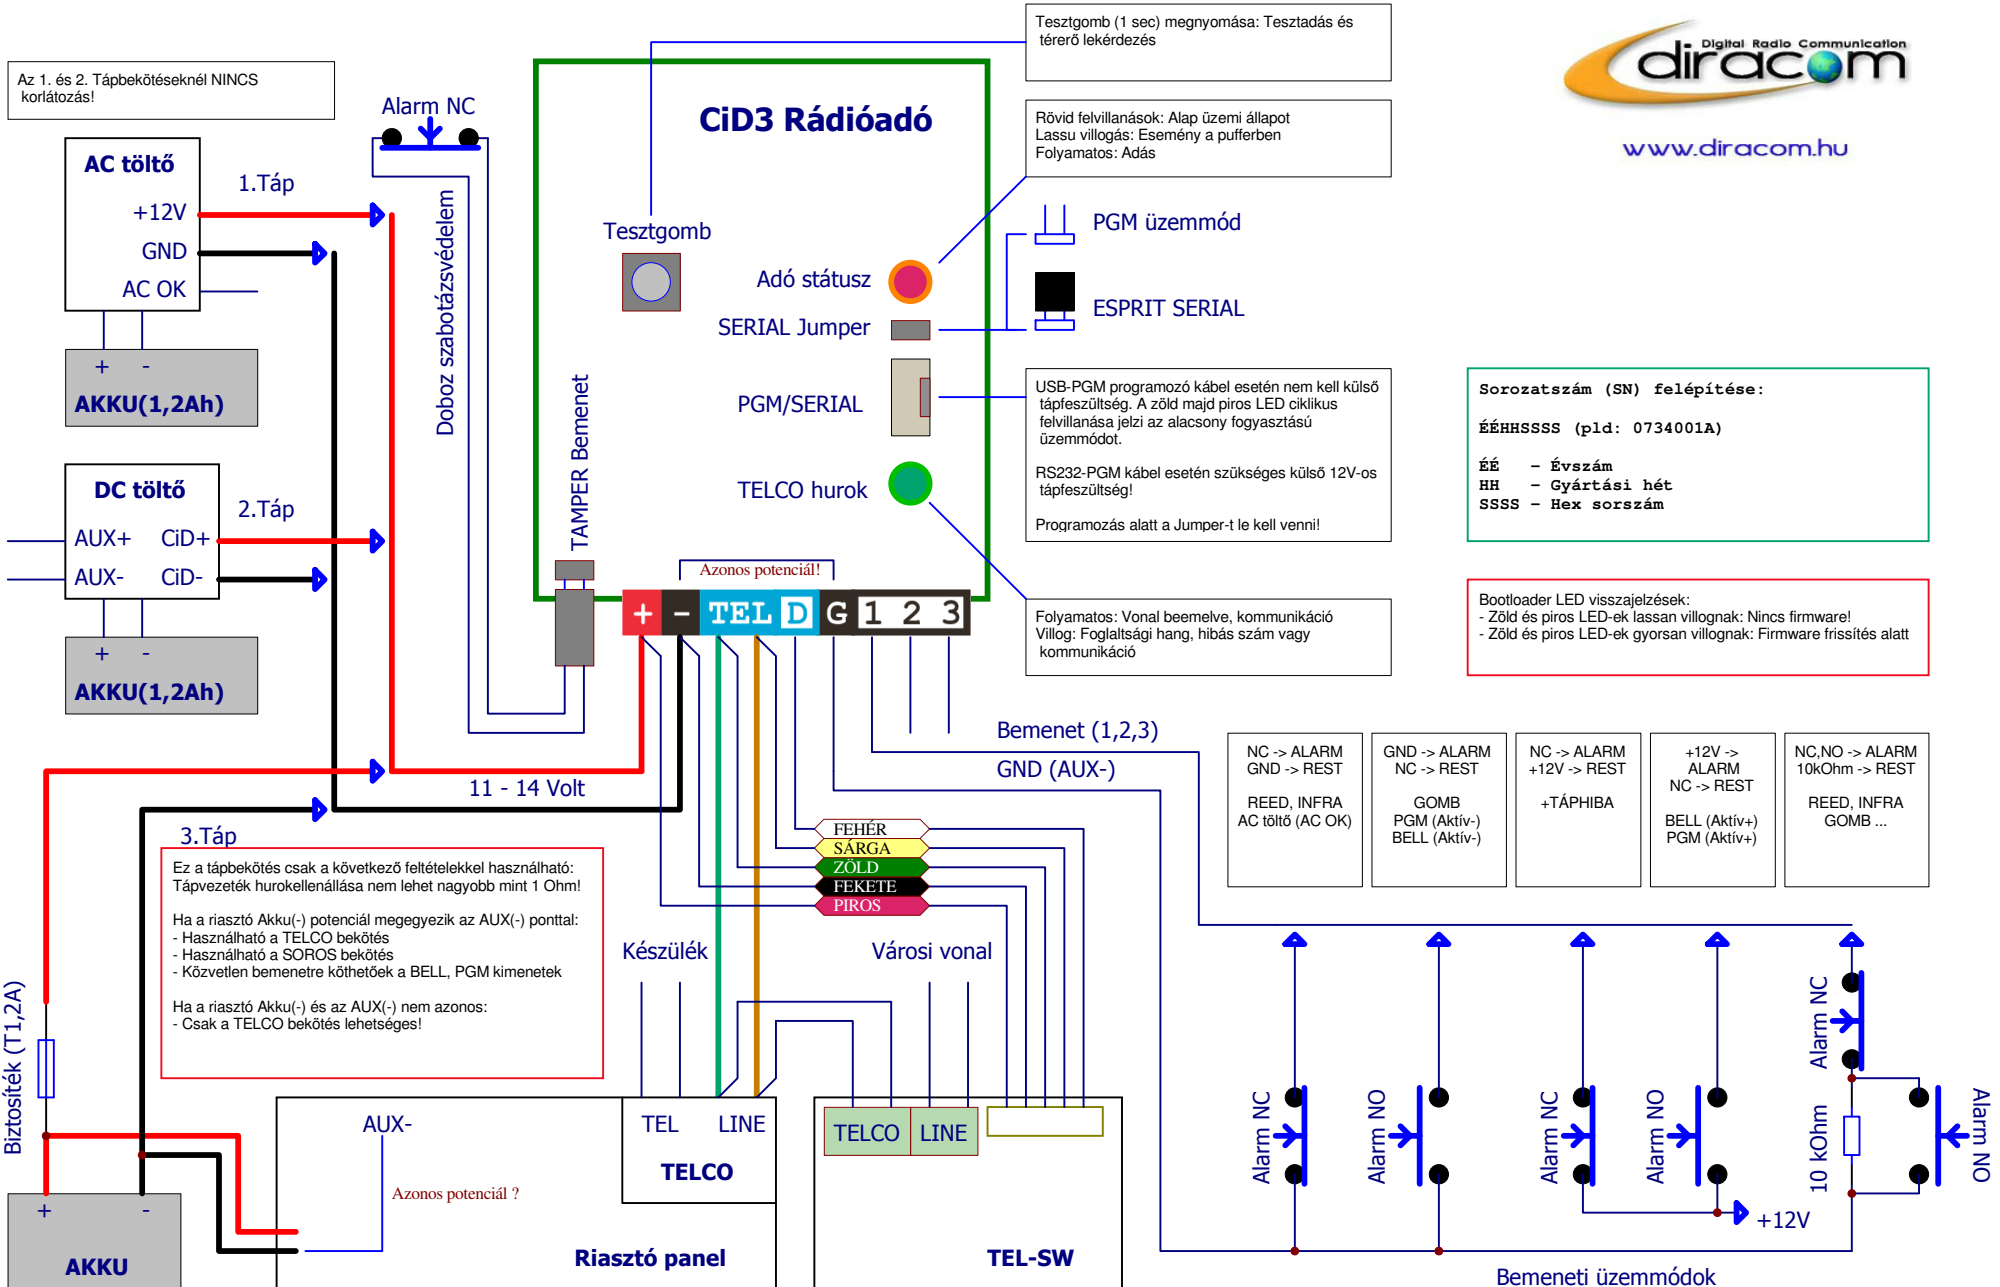 Az 1. és 2. Tápbekötéseknél NINCS
korlátozás!
AC töltő
+12V
GND
AC OK
+ -
AKKU(1,2Ah)
1.Táp
DC töltő
AUX+ CiD+
AUX- CiD-
+ -
AKKU(1,2Ah)
2.Táp
Alarm NC
Doboz szabotázsvédelem
TAMPER Bemenet
CiD3 Rádióadó
Tesztgomb
Adó státusz
SERIAL Jumper
PGM/SERIAL
TELCO hurok
Azonos potenciál!
+ - TEL D G 1 2 3
Tesztgomb (1 sec) megnyomása: Tesztadás és
térerő lekérdezés
Rövid felvillanások: Alap üzemi állapot
Lassu villogás: Esemény a pufferben
Folyamatos: Adás
PGM üzemmód
ESPRIT SERIAL
USB-PGM programozó kábel esetén nem kell külső
tápfeszültség. A zöld majd piros LED ciklikus
felvillanása jelzi az alacsony fogyasztású
üzemmódot.
RS232-PGM kábel esetén szükséges külső 12V-os
tápfeszültség!
Programozás alatt a Jumper-t le kell venni!
Folyamatos: Vonal beemelve, kommunikáció
Villog: Foglaltsági hang, hibás szám vagy
kommunikáció
Digital Radio Communication
diracom
www.diracom.hu
Sorozatszám (SN) felépítése:
ÉÉHHSSSS (pld: 0734001A)
ÉÉ - Évszám
HH - Gyártási hét
SSSS - Hex sorszám
Bootloader LED visszajelzések:
- Zöld és piros LED-ek lassan villognak: Nincs firmware!
- Zöld és piros LED-ek gyorsan villognak: Firmware frissítés alatt
Bemenet (1,2,3)
GND (AUX-)
11 - 14 Volt
3.Táp
Ez a tápbekötés csak a következő feltételekkel használható:
Tápvezeték hurokellenállása nem lehet nagyobb mint 1 Ohm!
Ha a riasztó Akku(-) potenciál megegyezik az AUX(-) ponttal:
- Használható a TELCO bekötés
- Használható a SOROS bekötés
- Közvetlen bemenetre köthetőek a BELL, PGM kimenetek
Ha a riasztó Akku(-) és az AUX(-) nem azonos:
- Csak a TELCO bekötés lehetséges!
Biztosíték (T1,2A)
+ -
AKKU
FEHÉR
SÁRGA
ZÖLD
FEKETE
PIROS
Készülék
Városi vonal
AUX-
Azonos potenciál ?
TEL LINE
TELCO
Riasztó panel
TELCO LINE
TEL-SW
NC -> ALARM
GND -> REST
REED, INFRA
AC töltő (AC OK)
GND -> ALARM
NC -> REST
GOMB
PGM (Aktív-)
BELL (Aktív-)
NC -> ALARM
+12V -> REST
+TÁPHIBA
+12V ->
ALARM
NC -> REST
BELL (Aktív+)
PGM (Aktív+)
NC,NO -> ALARM
10kOhm -> REST
REED, INFRA
GOMB ...
Alarm NC
Alarm NO
Alarm NC
Alarm NO
Alarm NC
10 kOhm
Alarm NO
+12V
Bemeneti üzemmódok